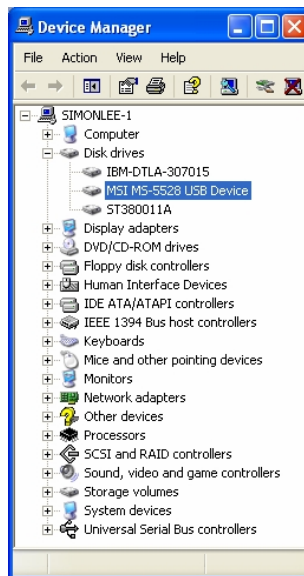 Device Manager
File Action View Help
SIMONLEE-1
Computer
Disk drives
IBM-DTLA-307015
MSI MS-5528 USB Device
ST380011A
Display adapters
DVD/CD-ROM drives
Floppy disk controllers
Human Interface Devices
IDE ATA/ATAPI controllers
IEEE 1394 Bus host controllers
Keyboards
Mice and other pointing devices
Monitors
Network adapters
Other devices
Processors
SCSI and RAID controllers
Sound, video and game controllers
Storage volumes
System devices
Universal Serial Bus controllers